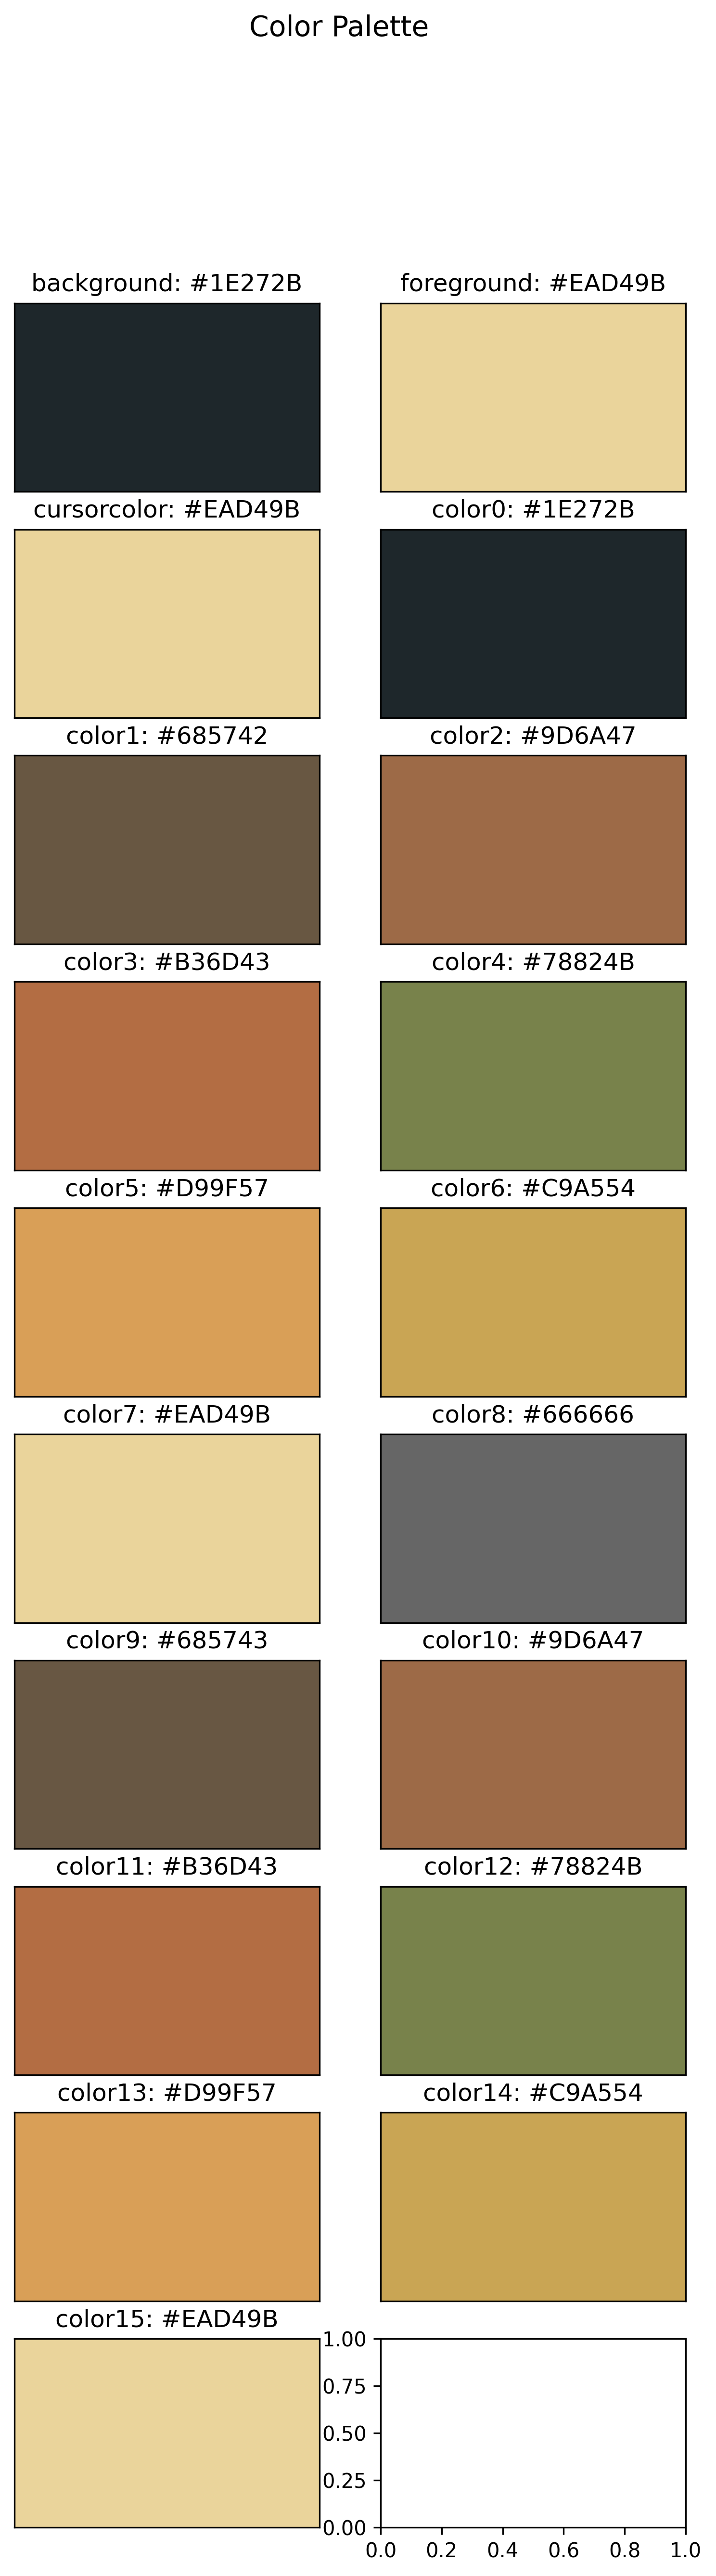 Color Palette
background: #1E272B
foreground: #EAD49B
cursorcolor: #EAD49B
color0: #1E272B
color1: #685742
color2: #9D6A47
color3: #B36D43
color4: #78824B
color5: #D99F57
color6: #C9A554
color7: #EAD49B
color8: #666666
color9: #685743
color10: #9D6A47
color11: #B36D43
color12: #78824B
color13: #D99F57
color14: #C9A554
color15: #EAD49B
1.00
0.75
0.50
0.25
0.00
0.0 0.2 0.4 0.6 0.8 1.0